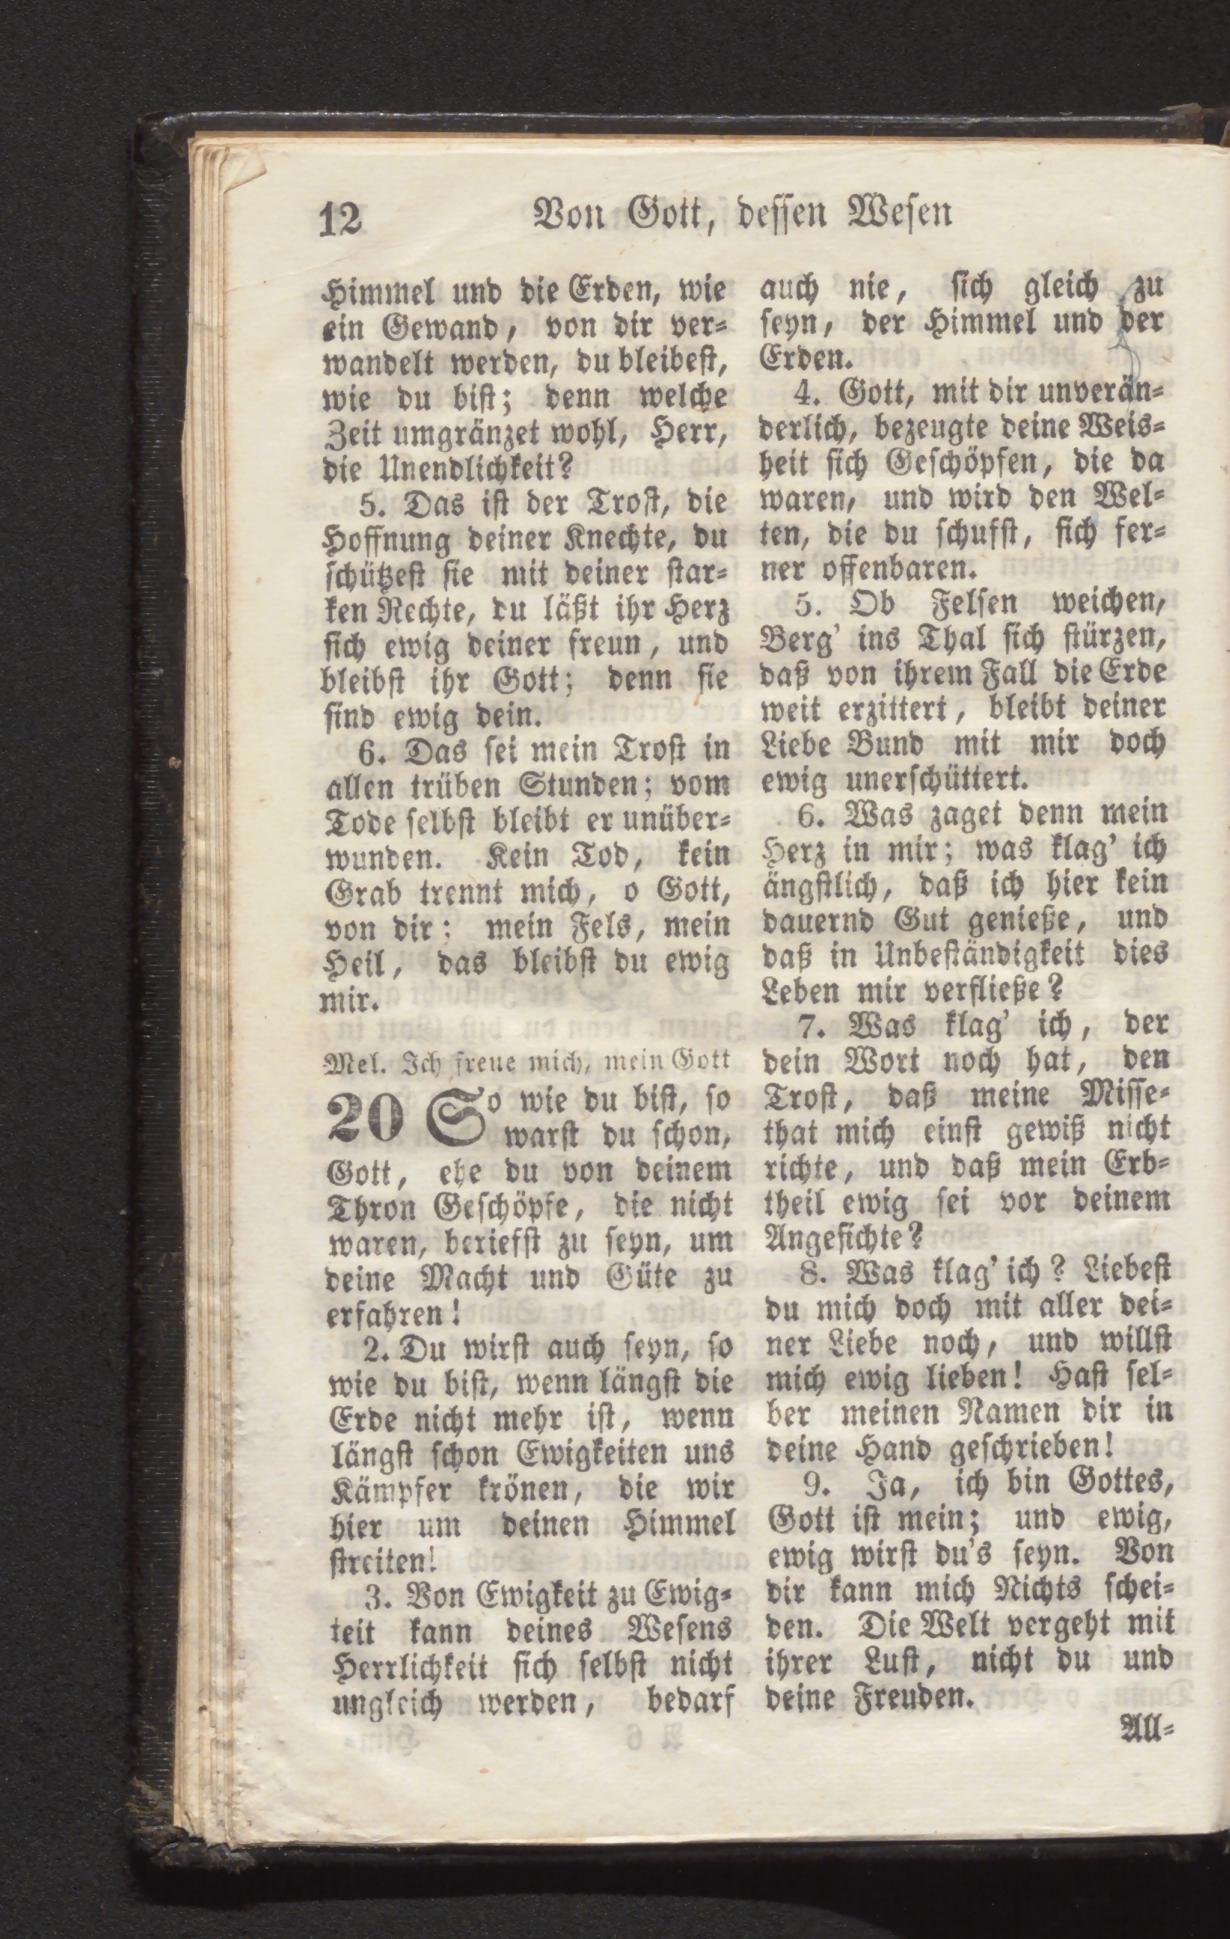 12 Von Gott, dessen Wesen
Himmel und die Erden, wie
ein Gewand, von dir ver-
wandelt werden, du bleibest,
wie du bist; denn welche
Zeit umgränzet wohl, Herr,
die Unendlichkeit?
5. Das ist der Trost, die
Hoffnung deiner Knechte, du
schützest sie mit deiner star-
ken Rechte, du läßt ihr Herz
sich ewig deiner freun, und
bleibst ihr Gott; denn sie
sind ewig dein.
6. Das sei mein Trost in
allen trüben Stunden; vom
Tode selbst bleibt er unüber-
wunden. Kein Tod, kein
Grab trennt mich, o Gott,
von dir; mein Fels, mein
Heil, das bleibst du ewig
mir.
Mel. Ich freue mich, mein Gott
20 So wie du bist, so
warst du schon,
Gott, ehe du von deinem
Thron Geschöpfe, die nicht
waren, beriefst zu seyn, um
deine Macht und Güte zu
erfahren!
2. Du wirst auch seyn, so
wie du bist, wenn längst die
Erde nicht mehr ist, wenn
längst schon Ewigkeiten uns
Kämpfer krönen, die wir
hier um deinen Himmel
streiten!
3. Von Ewigkeit zu Ewig-
keit kann deines Wesens
Herrlichkeit sich selbst nicht
ungleich werden, bedarf
auch nie, sich gleich zu
seyn, der Himmel und der
Erden.
4. Gott, mit dir unverän-
derlich, bezeugte deine Weis-
heit sich Geschöpfen, die da
waren, und wird den Wel-
ten, die du schufst, sich fer-
ner offenbaren.
5. Ob Felsen weichen,
Berg' ins Thal sich stürzen,
daß von ihrem Fall die Erde
weit erzittert, bleibt deiner
Liebe Bund mit mir doch
ewig unerschüttert.
6. Was zaget denn mein
Herz in mir; was klag' ich
ängstlich, daß ich hier kein
dauernd Gut genieße, und
daß in Unbeständigkeit dies
Leben mir verfließe?
7. Was klag' ich, der
dein Wort noch hat, den
Trost, daß meine Misse-
that mich einst gewiß nicht
richte, und daß mein Erb-
theil ewig sei vor deinem
Angesichte?
8. Was klag' ich? Liebest
du mich doch mit aller dei-
ner Liebe noch, und willst
mich ewig lieben! Hast sel-
ber meinen Namen dir in
deine Hand geschrieben!
9. Ja, ich bin Gottes,
Gott ist mein; und ewig,
ewig wirst du's seyn. Von
dir kann mich Nichts schei-
den. Die Welt vergeht mit
ihrer Lust, nicht du und
deine Freuden.
All-